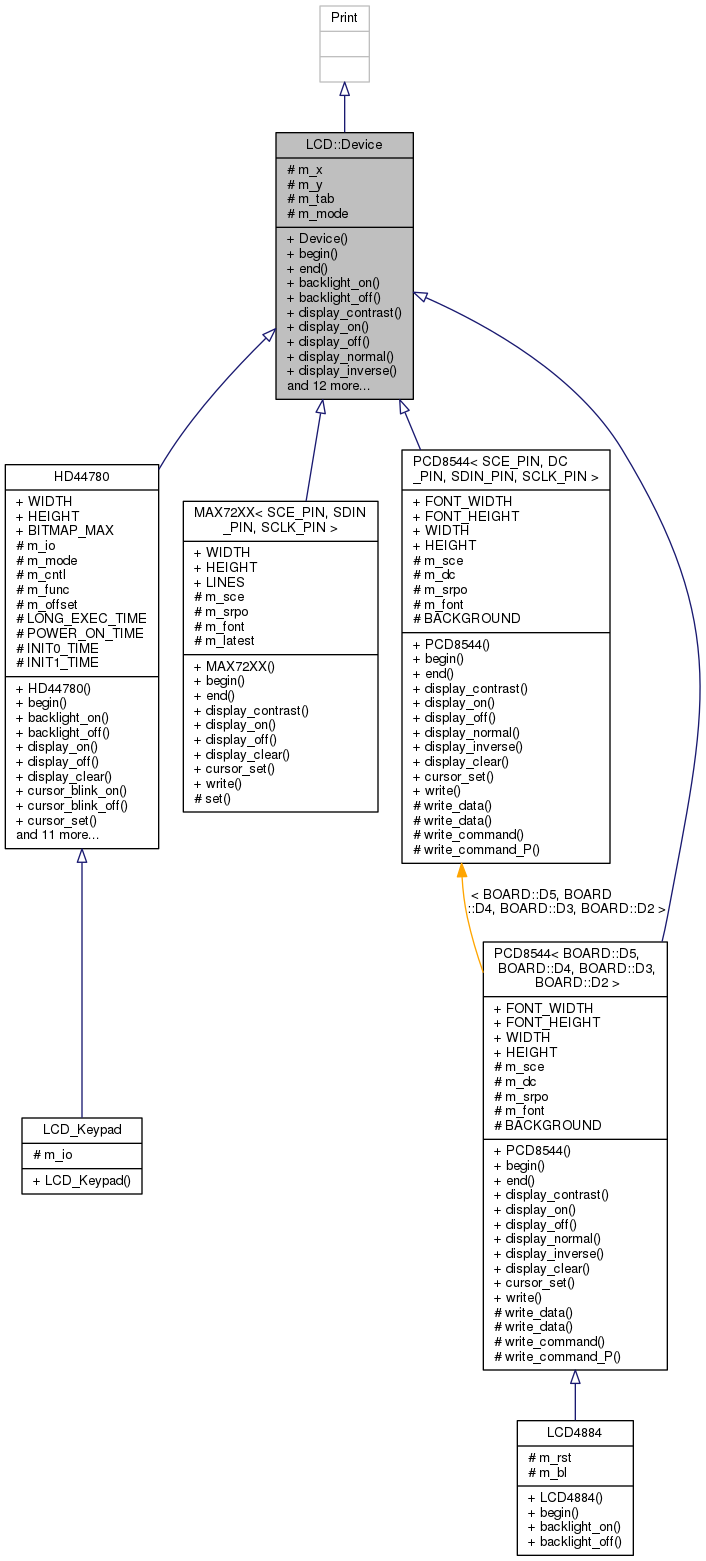 Print
LCD::Device
# m_x
# m_y
# m_tab
# m_mode
+ Device()
+ begin()
+ end()
+ backlight_on()
+ backlight_off()
+ display_contrast()
+ display_on()
+ display_off()
+ display_normal()
+ display_inverse()
and 12 more...
HD44780
+ WIDTH
+ HEIGHT
+ BITMAP_MAX
# m_io
# m_mode
# m_cntl
# m_func
# m_offset
# LONG_EXEC_TIME
# POWER_ON_TIME
# INIT0_TIME
# INIT1_TIME
+ HD44780()
+ begin()
+ backlight_on()
+ backlight_off()
+ display_on()
+ display_off()
+ display_clear()
+ cursor_blink_on()
+ cursor_blink_off()
+ cursor_set()
and 11 more...
MAX72XX< SCE_PIN, SDIN
_PIN, SCLK_PIN >
+ WIDTH
+ HEIGHT
+ LINES
# m_sce
# m_srpo
# m_font
# m_latest
+ MAX72XX()
+ begin()
+ end()
+ display_contrast()
+ display_on()
+ display_off()
+ display_clear()
+ cursor_set()
+ write()
# set()
PCD8544< SCE_PIN, DC
_PIN, SDIN_PIN, SCLK_PIN >
+ FONT_WIDTH
+ FONT_HEIGHT
+ WIDTH
+ HEIGHT
# m_sce
# m_dc
# m_srpo
# m_font
# BACKGROUND
+ PCD8544()
+ begin()
+ end()
+ display_contrast()
+ display_on()
+ display_off()
+ display_normal()
+ display_inverse()
+ display_clear()
+ cursor_set()
+ write()
# write_data()
# write_data()
# write_command()
# write_command_P()
< BOARD::D5, BOARD
::D4, BOARD::D3, BOARD::D2 >
PCD8544< BOARD::D5,
BOARD::D4, BOARD::D3,
BOARD::D2 >
+ FONT_WIDTH
+ FONT_HEIGHT
+ WIDTH
+ HEIGHT
# m_sce
# m_dc
# m_srpo
# m_font
# BACKGROUND
+ PCD8544()
+ begin()
+ end()
+ display_contrast()
+ display_on()
+ display_off()
+ display_normal()
+ display_inverse()
+ display_clear()
+ cursor_set()
+ write()
# write_data()
# write_data()
# write_command()
# write_command_P()
LCD_Keypad
# m_io
+ LCD_Keypad()
LCD4884
# m_rst
# m_bl
+ LCD4884()
+ begin()
+ backlight_on()
+ backlight_off()